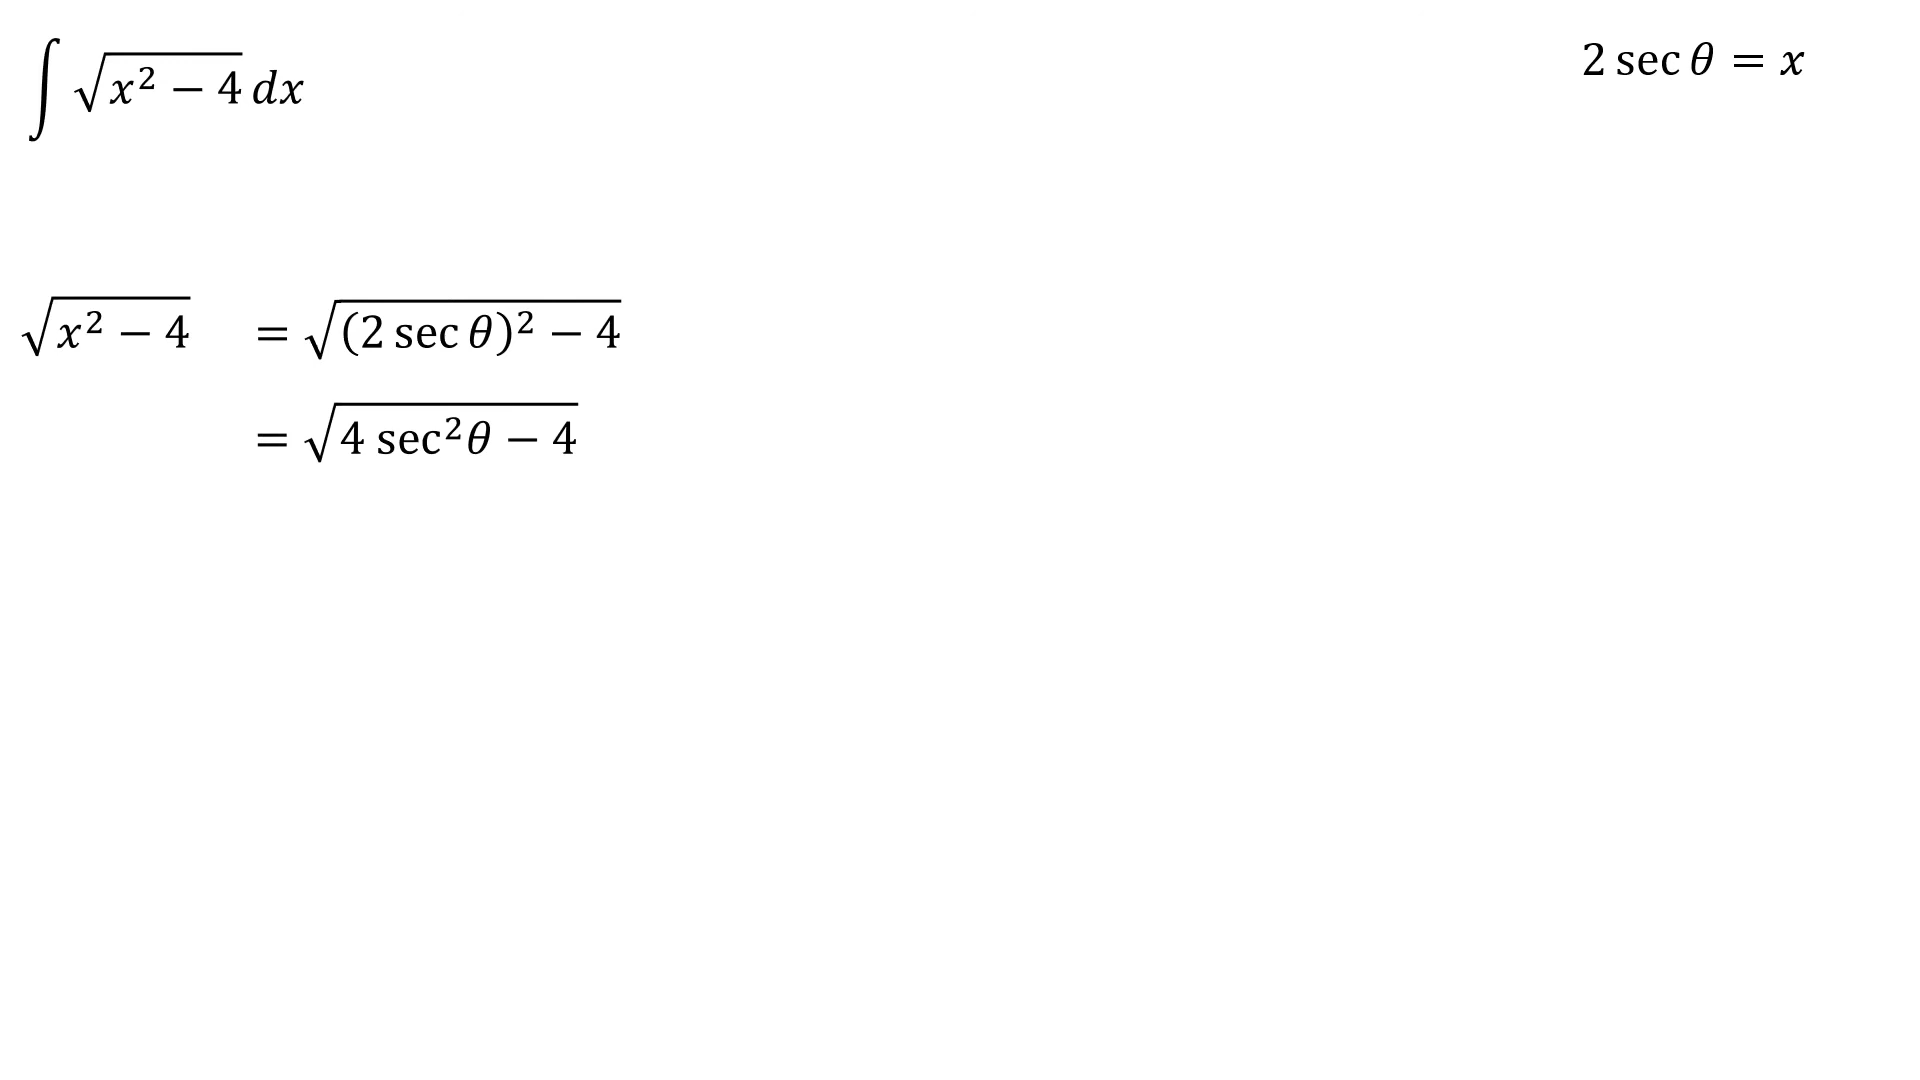 ∫ √(x² − 4) dx
2 sec θ = x
√(x² − 4) = √((2 sec θ)² − 4)
= √(4 sec²θ − 4)